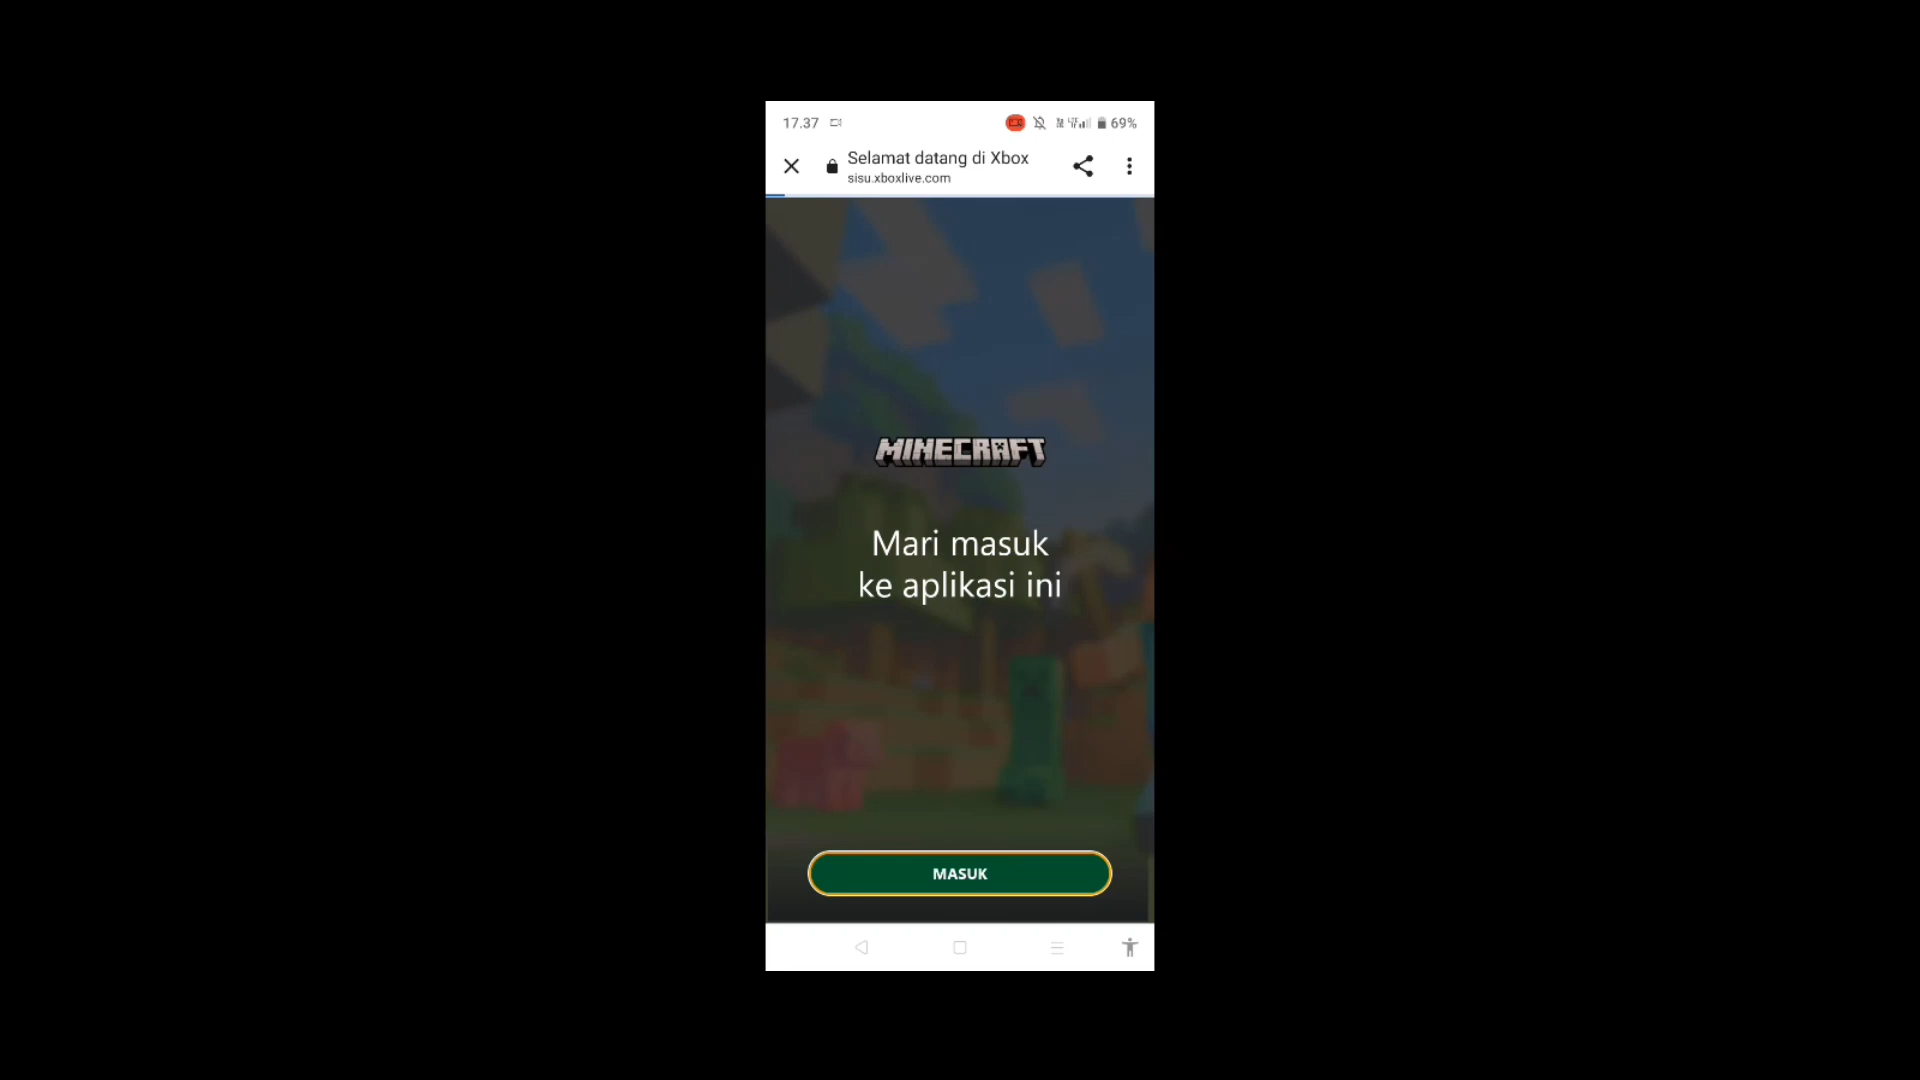 17.37
69%
Selamat datang di Xbox
sisu.xboxlive.com
MINECRAFT
Mari masuk
ke aplikasi ini
MASUK